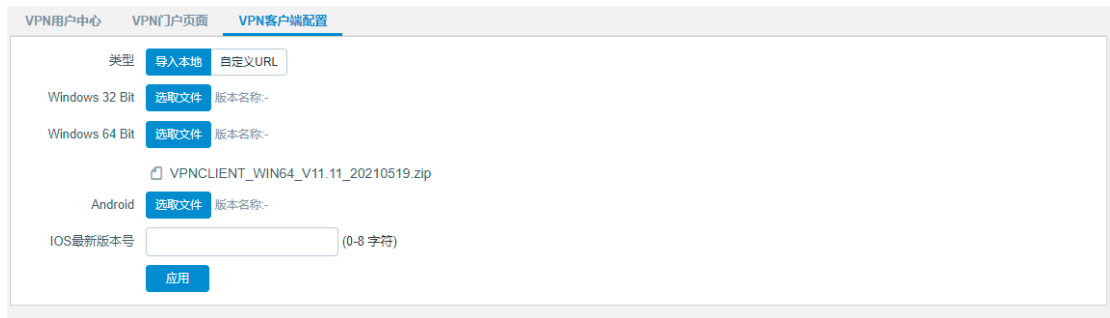 VPN用户中心 VPN门户页面 VPN客户端配置
类型 导入本地 自定义URL
Windows 32 Bit 选取文件 版本名称:-
Windows 64 Bit 选取文件 版本名称:-
VPNCLIENT_WIN64_V11.11_20210519.zip
Android 选取文件 版本名称:-
IOS最新版本号 (0-8 字符)
应用